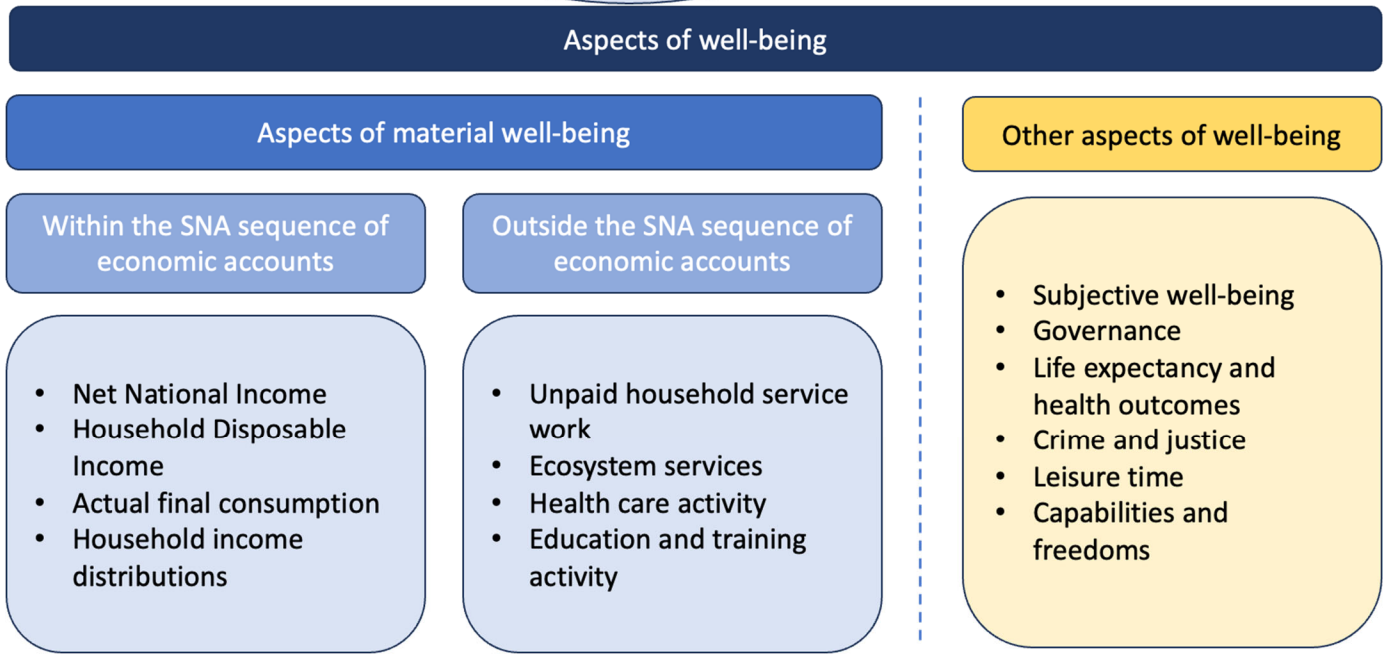 Aspects of well-being
Aspects of material well-being
Other aspects of well-being
Within the SNA sequence of
economic accounts
Outside the SNA sequence of
economic accounts
• Net National Income
• Household Disposable
Income
• Actual final consumption
• Household income
distributions
• Unpaid household service
work
• Ecosystem services
• Health care activity
• Education and training
activity
• Subjective well-being
• Governance
• Life expectancy and
health outcomes
• Crime and justice
• Leisure time
• Capabilities and
freedoms